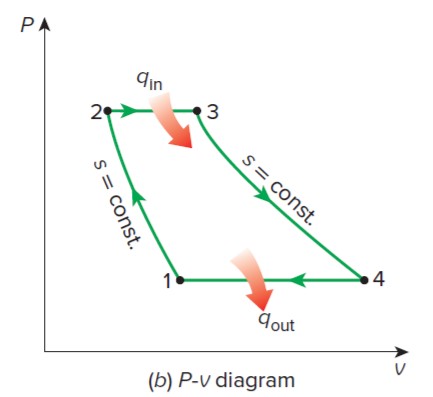 P
q_in
2
3
s = const.
s = const.
1
4
q_out
v
(b) P-v diagram